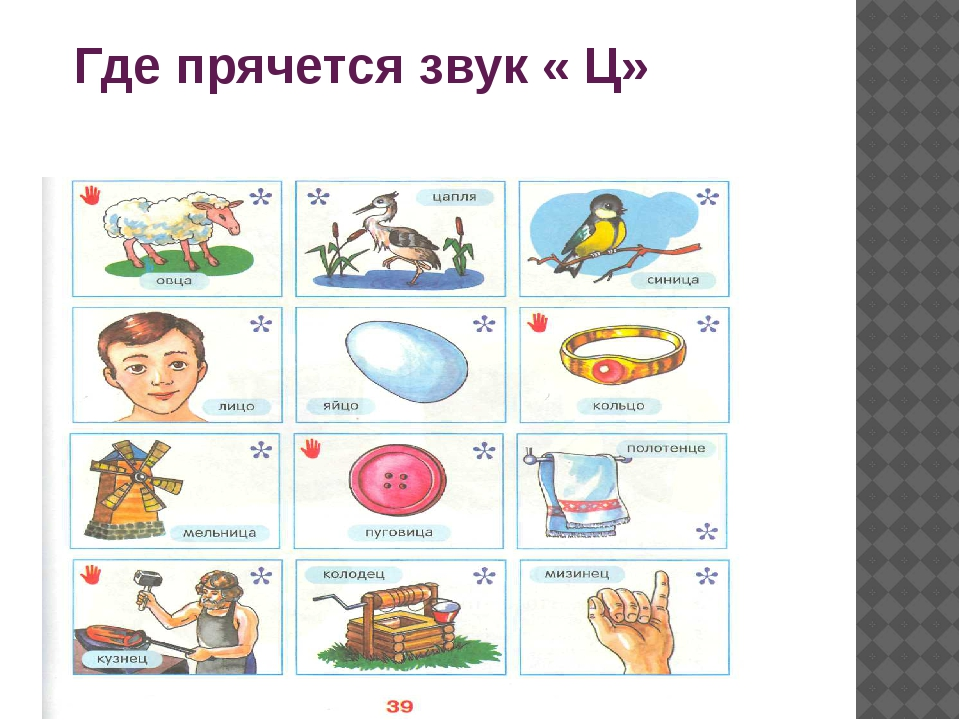 Где прячется звук « Ц»
овца
цапля
синица
лицо
яйцо
кольцо
мельница
пуговица
полотенце
кузнец
колодец
мизинец
39